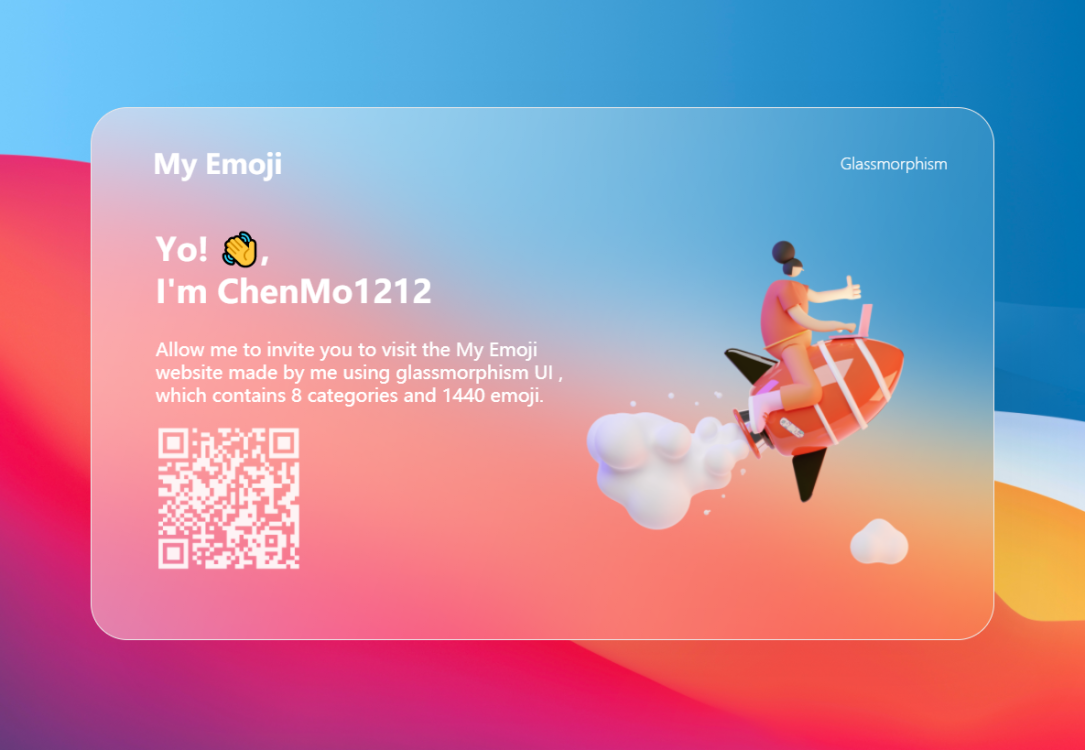 My Emoji
Glassmorphism
Yo! 👋,
I'm ChenMo1212
Allow me to invite you to visit the My Emoji
website made by me using glassmorphism UI ,
which contains 8 categories and 1440 emoji.